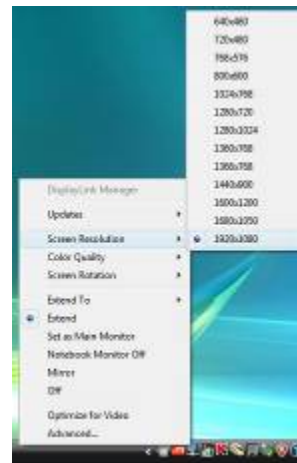 640x480
720x480
768x576
800x600
1024x768
1280x720
1280x1024
1360x768
1366x768
1440x900
1600x1200
1680x1050
1920x1080
DisplayLink Manager
Updates
Screen Resolution
Color Quality
Screen Rotation
Extend To
Extend
Set as Main Monitor
Notebook Monitor Off
Mirror
Off
Optimize for Video
Advanced...